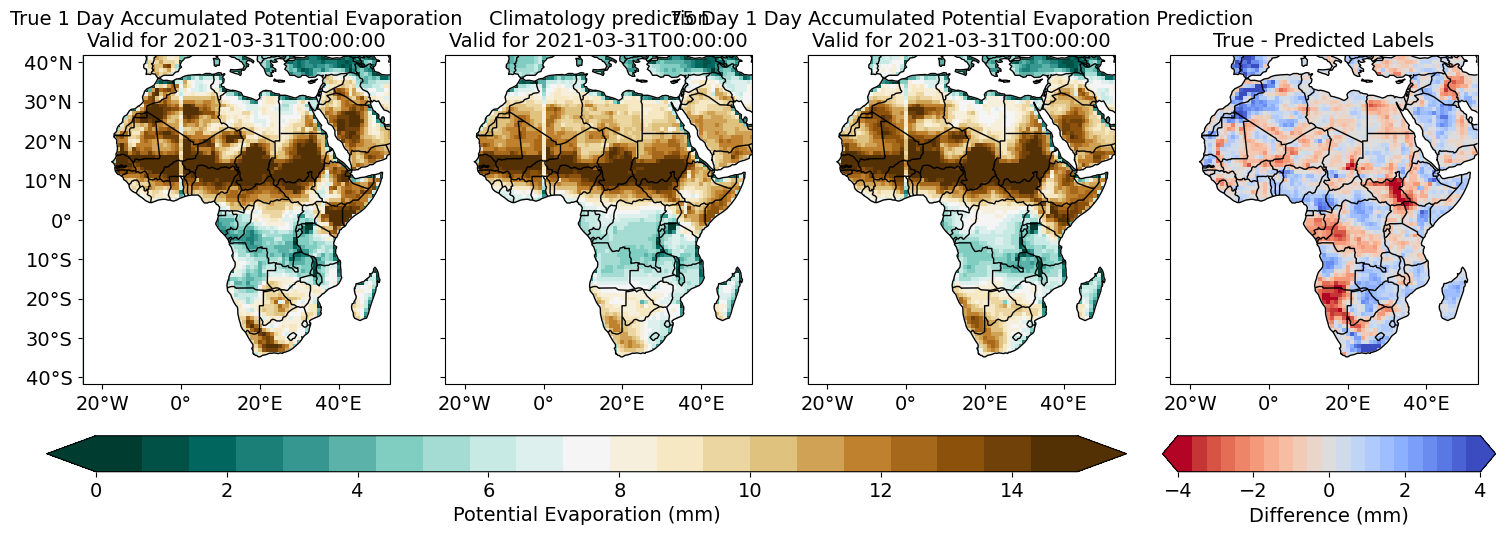 True 1 Day Accumulated Potential Evaporation
Valid for 2021-03-31T00:00:00
Climatology prediction
Valid for 2021-03-31T00:00:00
75 Day 1 Day Accumulated Potential Evaporation Prediction
Valid for 2021-03-31T00:00:00
True - Predicted Labels
40°N
30°N
20°N
10°N
0°
10°S
20°S
30°S
40°S
20°W 0° 20°E 40°E
20°W 0° 20°E 40°E
20°W 0° 20°E 40°E
20°W 0° 20°E 40°E
0 2 4 6 8 10 12 14
Potential Evaporation (mm)
−4 −2 0 2 4
Difference (mm)